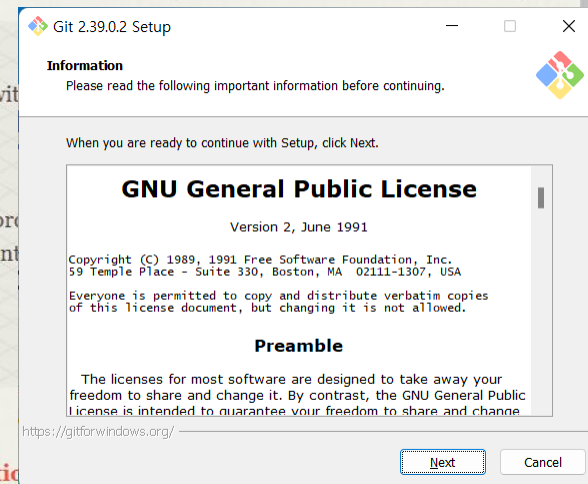 Git 2.39.0.2 Setup
Information
Please read the following important information before continuing.
When you are ready to continue with Setup, click Next.
GNU General Public License
Version 2, June 1991
Copyright (C) 1989, 1991 Free Software Foundation, Inc.
59 Temple Place - Suite 330, Boston, MA  02111-1307, USA
Everyone is permitted to copy and distribute verbatim copies
of this license document, but changing it is not allowed.
Preamble
The licenses for most software are designed to take away your
freedom to share and change it. By contrast, the GNU General Public
License is intended to guarantee your freedom to share and change
https://gitforwindows.org/
Next
Cancel